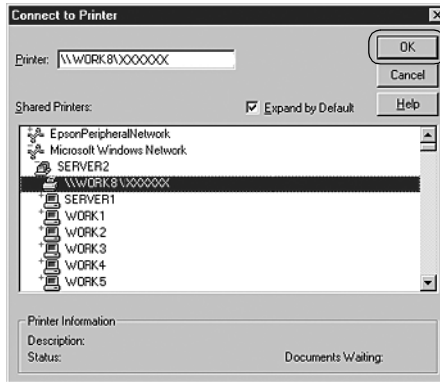 Connect to Printer
Printer: \\WORK8\XXXXXX
OK
Cancel
Shared Printers:
Expand by Default
Help
EpsonPeripheralNetwork
Microsoft Windows Network
SERVER2
\\WORK8\XXXXXX
SERVER1
WORK1
WORK2
WORK3
WORK4
WORK5
Printer Information
Description:
Status:
Documents Waiting: